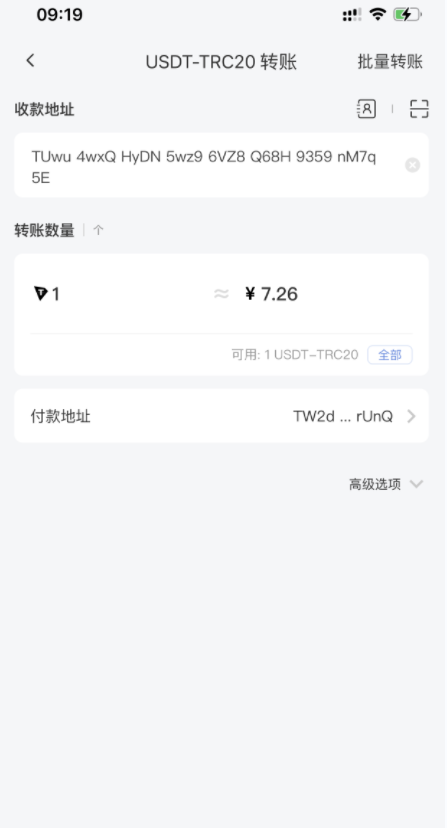 09:19
USDT-TRC20 转账
批量转账
收款地址
TUwu 4wxQ HyDN 5wz9 6VZ8 Q68H 9359 nM7q
5E
转账数量 个
1 ≈ ¥ 7.26
可用: 1 USDT-TRC20 全部
付款地址 TW2d ... rUnQ
高级选项